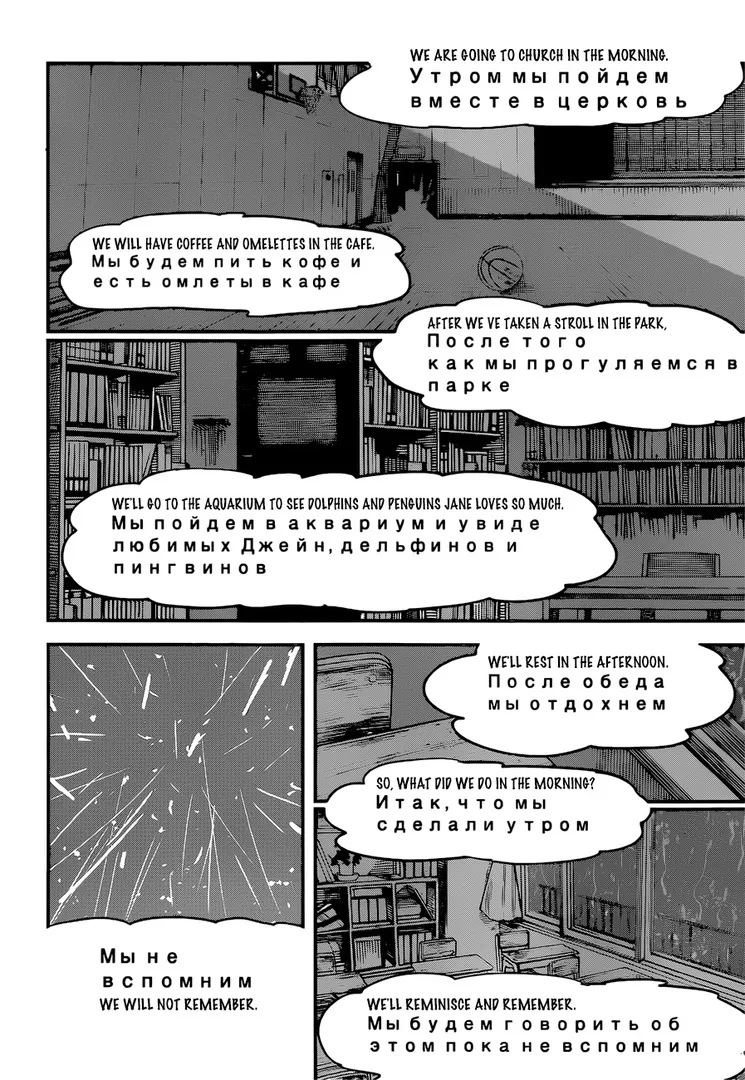 WE ARE GOING TO CHURCH IN THE MORNING.
Утром мы пойдем
вместе в церковь
WE WILL HAVE COFFEE AND OMELETTES IN THE CAFE.
Мы будем пить кофе и
есть омлеты в кафе
AFTER WE VE TAKEN A STROLL IN THE PARK,
После того
как мы прогуляемся в
парке
WE'LL GO TO THE AQUARIUM TO SEE DOLPHINS AND PENGUINS JANE LOVES SO MUCH.
Мы пойдем в аквариум и увиде
любимых Джейн, дельфинов и
пингвинов
WE'LL REST IN THE AFTERNOON.
После обеда
мы отдохнем
SO, WHAT DID WE DO IN THE MORNING?
Итак, что мы
сделали утром
Мы не
вспомним
WE WILL NOT REMEMBER.
WE'LL REMINISCE AND REMEMBER.
Мы будем говорить об
этом пока не вспомним